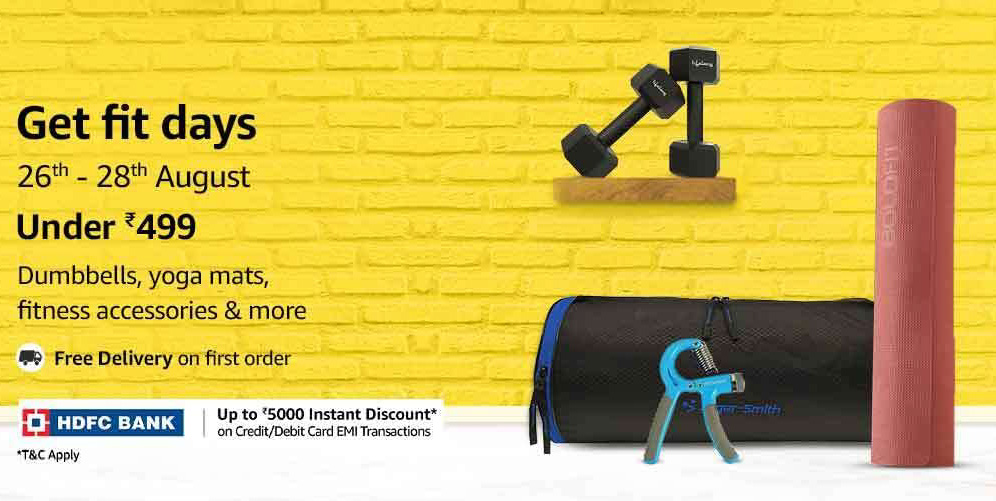 Get fit days
26th - 28th August
Under ₹499
Dumbbells, yoga mats,
fitness accessories & more
Free Delivery on first order
HDFC BANK
Up to ₹5000 Instant Discount*
on Credit/Debit Card EMI Transactions
*T&C Apply
BOLDFIT